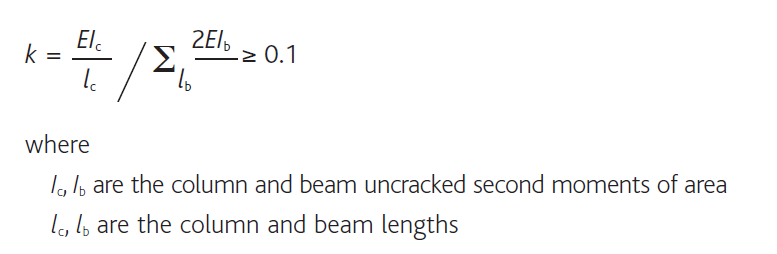 k = EI_c / l_c / Σ 2EI_b / l_b ≥ 0.1
where
I_c, I_b are the column and beam uncracked second moments of area
l_c, l_b are the column and beam lengths